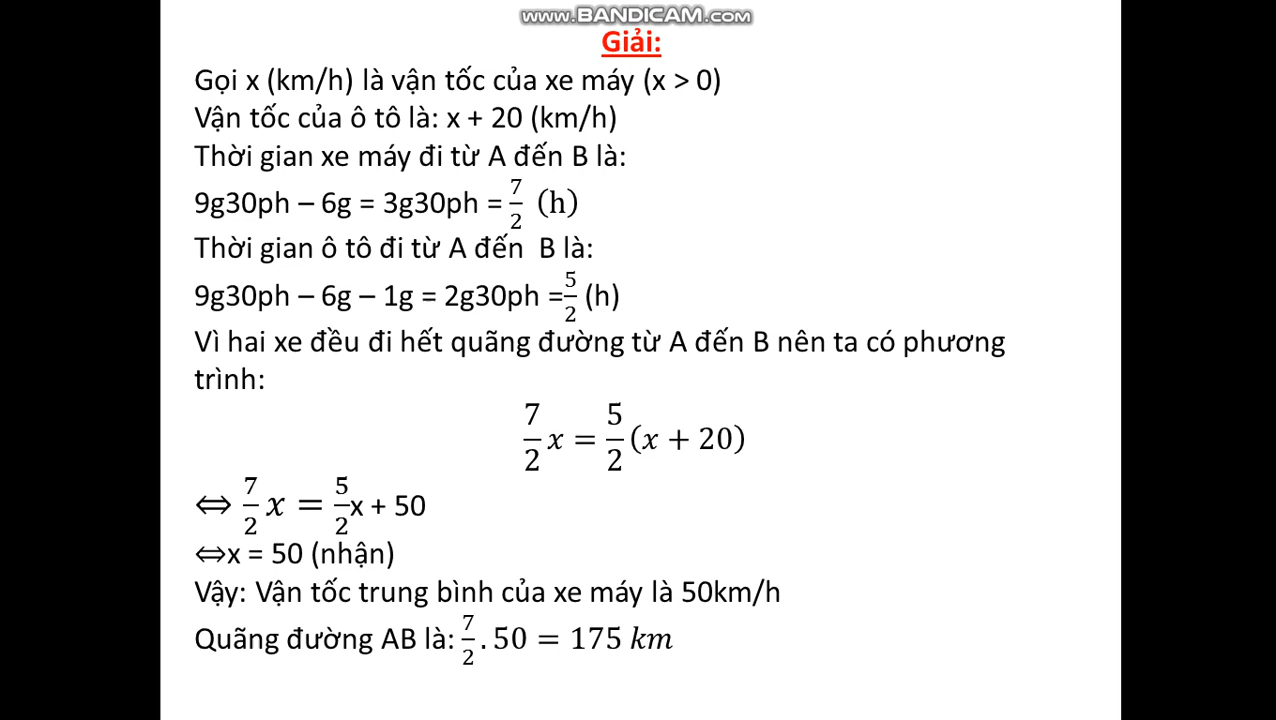 www.BANDICAM.com
Giải:
Gọi x (km/h) là vận tốc của xe máy (x > 0)
Vận tốc của ô tô là: x + 20 (km/h)
Thời gian xe máy đi từ A đến B là:
9g30ph – 6g = 3g30ph = 7/2 (h)
Thời gian ô tô đi từ A đến B là:
9g30ph – 6g – 1g = 2g30ph = 5/2 (h)
Vì hai xe đều đi hết quãng đường từ A đến B nên ta có phương
trình:
7/2 x = 5/2 (x + 20)
⇔ 7/2 x = 5/2 x + 50
⇔x = 50 (nhận)
Vậy: Vận tốc trung bình của xe máy là 50km/h
Quãng đường AB là: 7/2 . 50 = 175 km